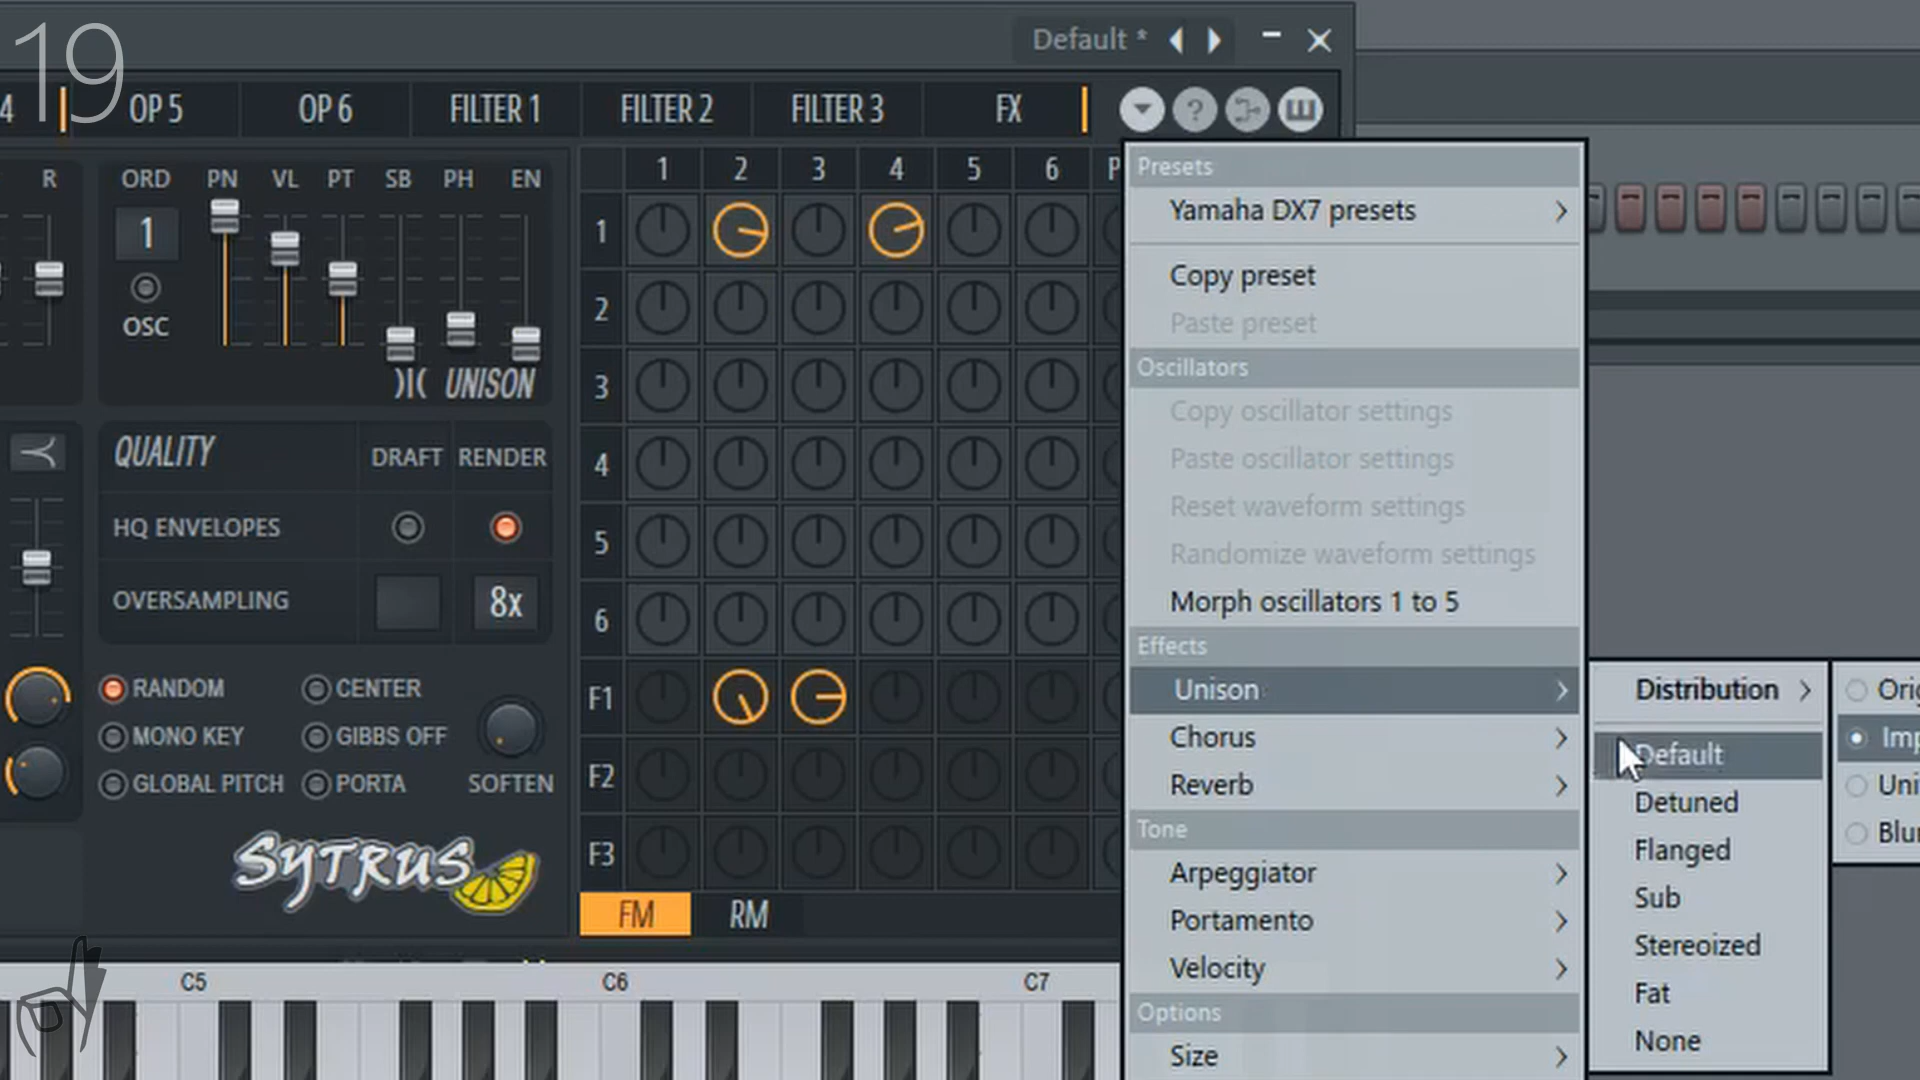 19
Default *
4
OP 5
OP 6
FILTER 1
FILTER 2
FILTER 3
FX
?
R
ORD
PN
VL
PT
SB
PH
EN
1
OSC
UNISON
QUALITY
DRAFT
RENDER
HQ ENVELOPES
OVERSAMPLING
8x
RANDOM
CENTER
MONO KEY
GIBBS OFF
GLOBAL PITCH
PORTA
SOFTEN
SYTRUS
1 2 3 4 5 6 P
1
2
3
4
5
6
F1
F2
F3
FM
RM
C5
C6
C7
Presets
Yamaha DX7 presets
Copy preset
Paste preset
Oscillators
Copy oscillator settings
Paste oscillator settings
Reset waveform settings
Randomize waveform settings
Morph oscillators 1 to 5
Effects
Unison
Chorus
Reverb
Tone
Arpeggiator
Portamento
Velocity
Options
Size
Distribution
Default
Detuned
Flanged
Sub
Stereoized
Fat
None